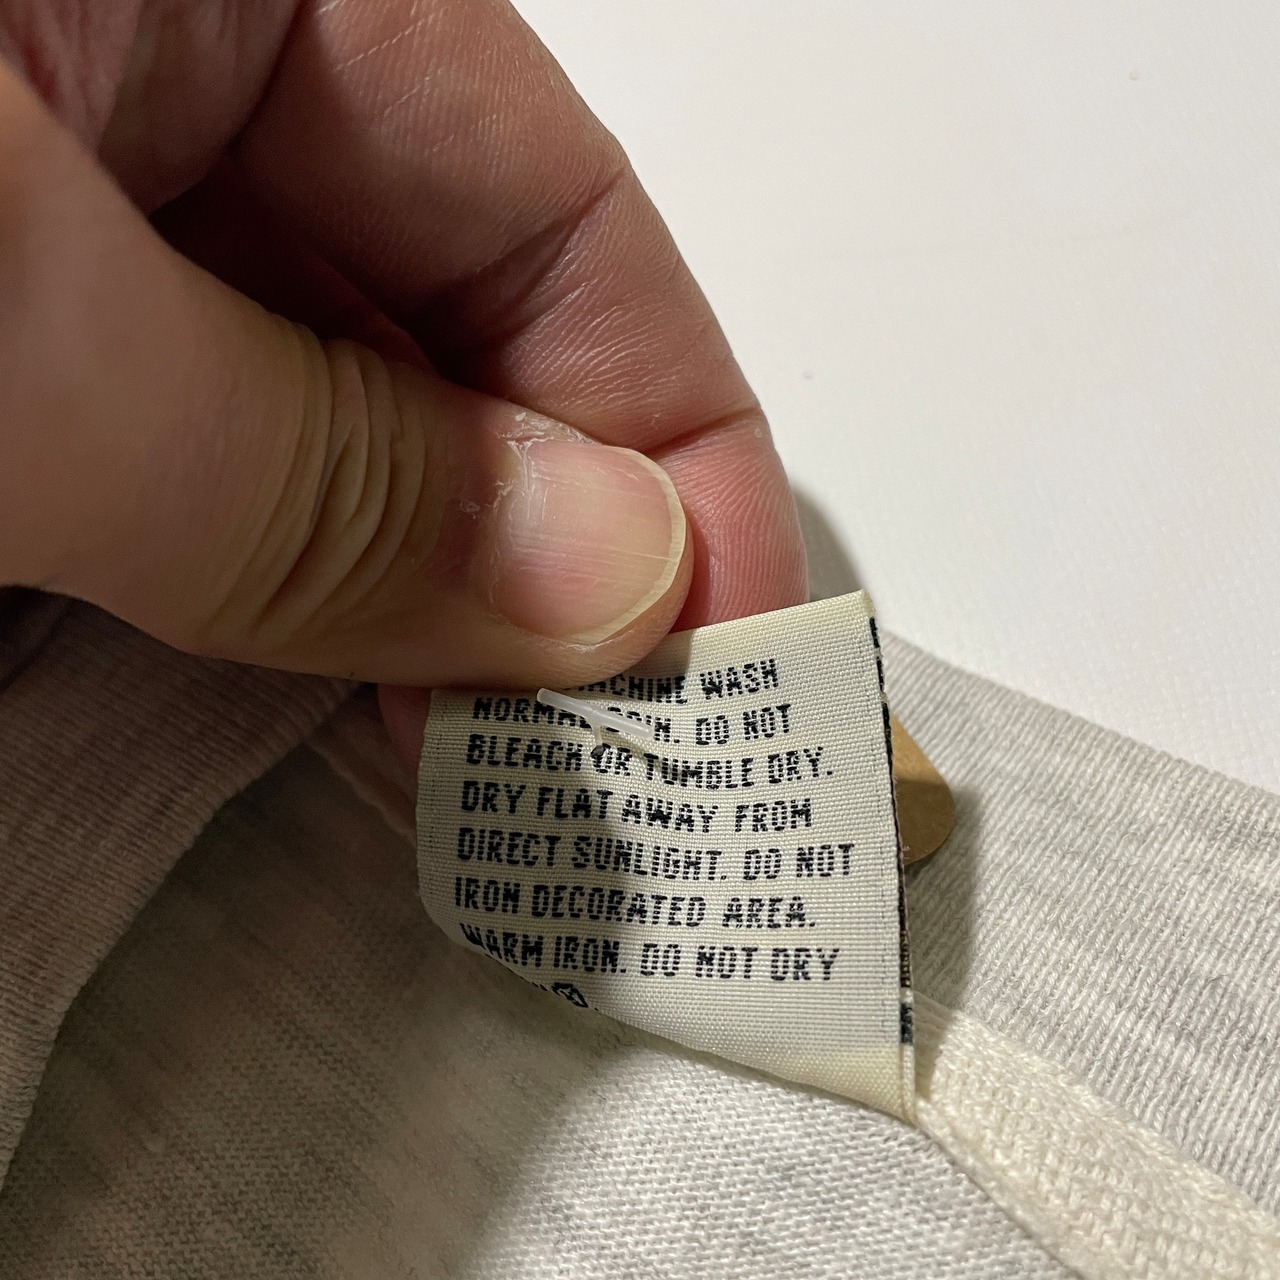 MACHINE WASH
NORMAL SPIN. DO NOT
BLEACH OR TUMBLE DRY.
DRY FLAT AWAY FROM
DIRECT SUNLIGHT. DO NOT
IRON DECORATED AREA.
WARM IRON. DO NOT DRY